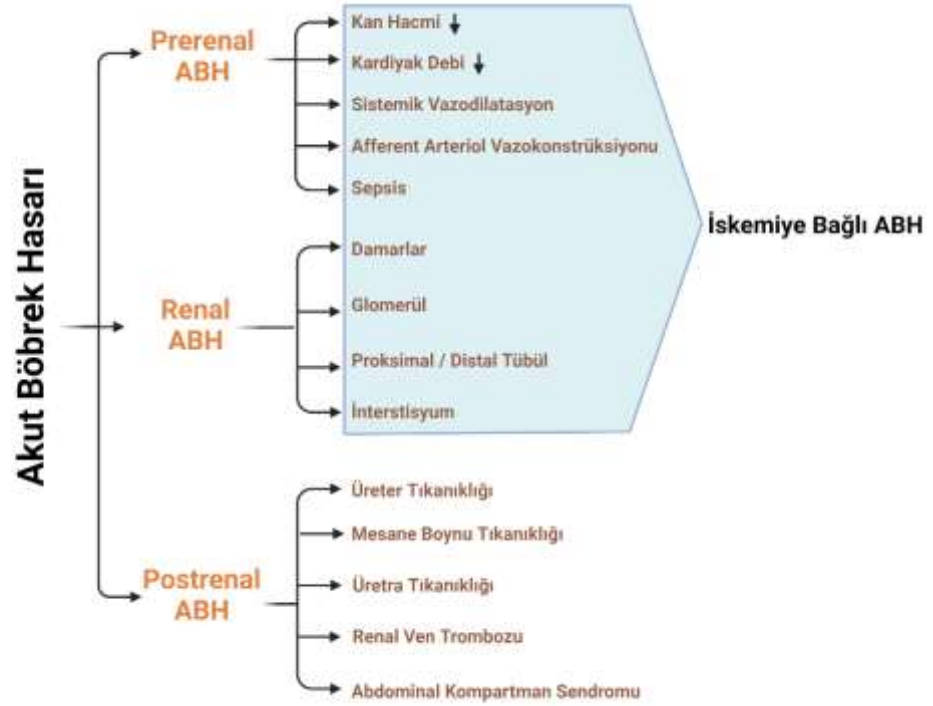 Akut Böbrek Hasarı
Prerenal
ABH
Kan Hacmi ↓
Kardiyak Debi ↓
Sistemik Vazodilatasyon
Afferent Arteriol Vazokonstrüksiyonu
Sepsis
Renal
ABH
Damarlar
Glomerül
Proksimal / Distal Tübül
İnterstisyum
İskemiye Bağlı ABH
Postrenal
ABH
Üreter Tıkanıklığı
Mesane Boynu Tıkanıklığı
Üretra Tıkanıklığı
Renal Ven Trombozu
Abdominal Kompartman Sendromu